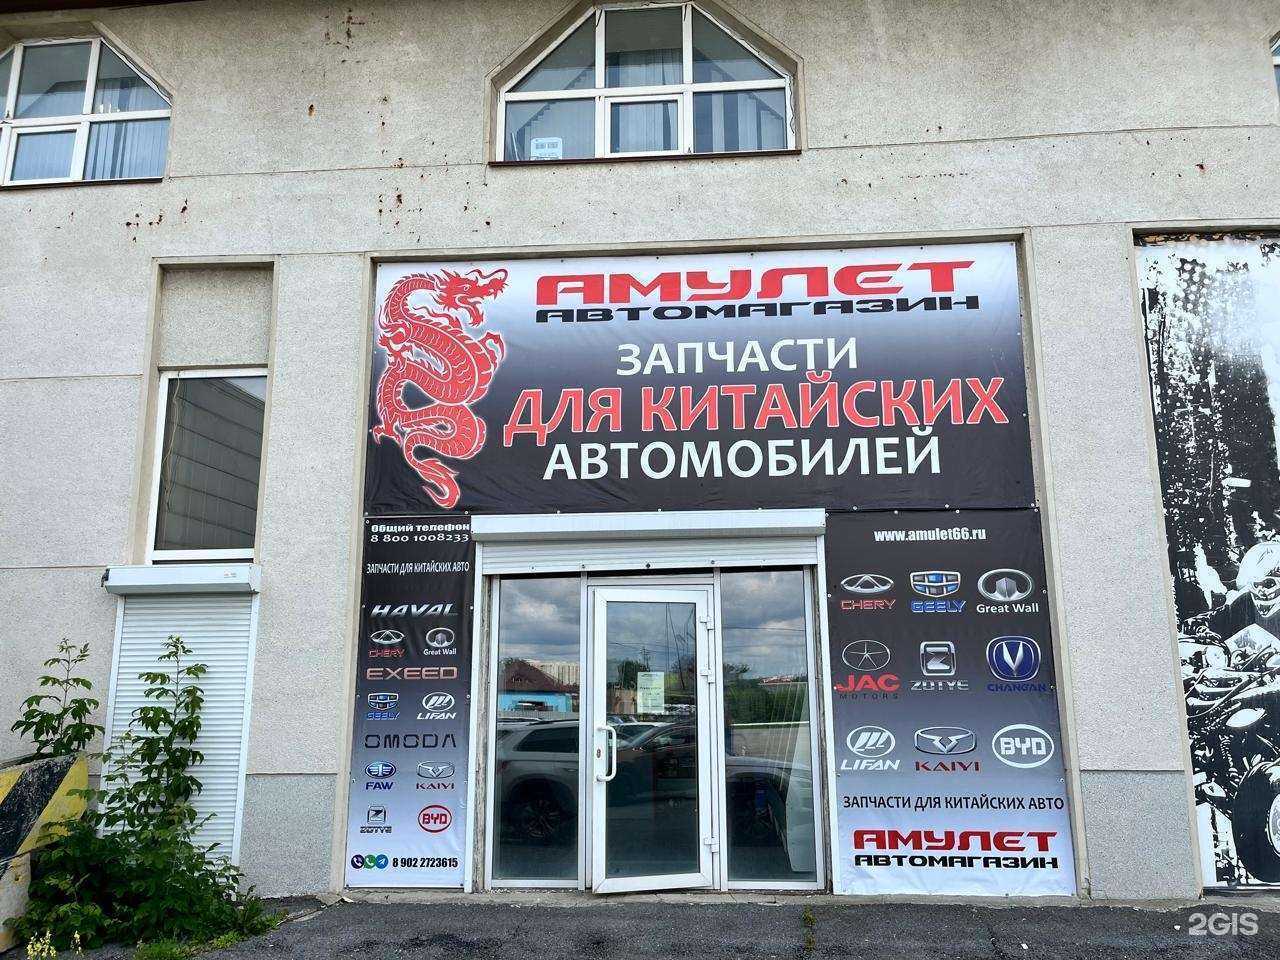 АМУЛЕТ
АВТОМАГАЗИН
ЗАПЧАСТИ
ДЛЯ КИТАЙСКИХ
АВТОМОБИЛЕЙ
Общий телефон
8 800 1008233
ЗАПЧАСТИ ДЛЯ КИТАЙСКИХ АВТО
HAVAL
CHERY
Great Wall
EXEED
GEELY
LIFAN
OMODA
FAW
KAIYI
ZOTYE
BYD
8 902 2723615
www.amulet66.ru
CHERY
GEELY
Great Wall
JAC
MOTORS
ZOTYE
CHANGAN
LIFAN
KAIYI
BYD
ЗАПЧАСТИ ДЛЯ КИТАЙСКИХ АВТО
АМУЛЕТ
АВТОМАГАЗИН
2GIS